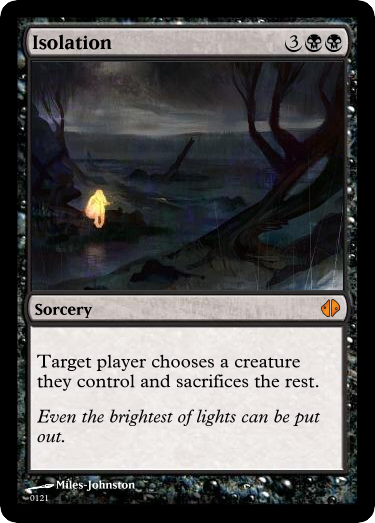 Isolation 3
Sorcery
Target player chooses a creature
they control and sacrifices the rest.
Even the brightest of lights can be put
out.
Miles-Johnston
0121